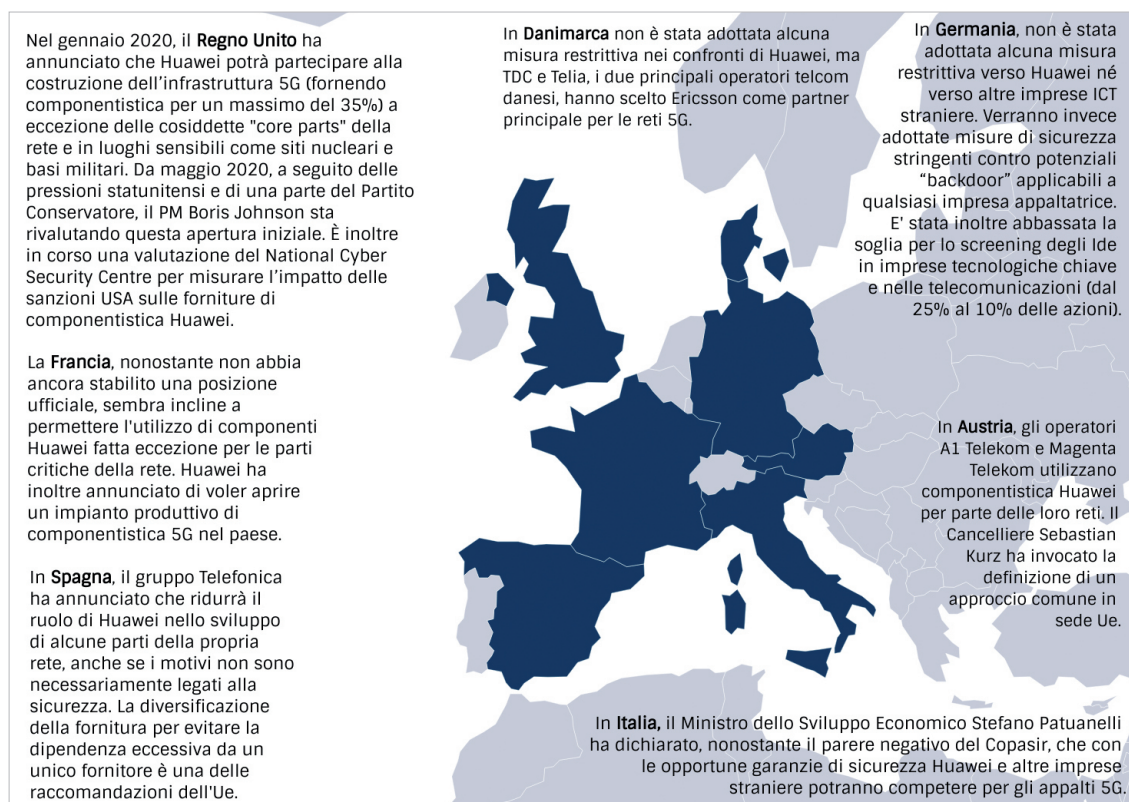 Nel gennaio 2020, il Regno Unito ha
annunciato che Huawei potrà partecipare alla
costruzione dell’infrastruttura 5G (fornendo
componentistica per un massimo del 35%) a
eccezione delle cosiddette "core parts" della
rete e in luoghi sensibili come siti nucleari e
basi militari. Da maggio 2020, a seguito delle
pressioni statunitensi e di una parte del Partito
Conservatore, il PM Boris Johnson sta
rivalutando questa apertura iniziale. È inoltre
in corso una valutazione del National Cyber
Security Centre per misurare l’impatto delle
sanzioni USA sulle forniture di
componentistica Huawei.
La Francia, nonostante non abbia
ancora stabilito una posizione
ufficiale, sembra incline a
permettere l'utilizzo di componenti
Huawei fatta eccezione per le parti
critiche della rete. Huawei ha
inoltre annunciato di voler aprire
un impianto produttivo di
componentistica 5G nel paese.
In Spagna, il gruppo Telefonica
ha annunciato che ridurrà il
ruolo di Huawei nello sviluppo
di alcune parti della propria
rete, anche se i motivi non sono
necessariamente legati alla
sicurezza. La diversificazione
della fornitura per evitare la
dipendenza eccessiva da un
unico fornitore è una delle
raccomandazioni dell'Ue.
In Danimarca non è stata adottata alcuna
misura restrittiva nei confronti di Huawei, ma
TDC e Telia, i due principali operatori telcom
danesi, hanno scelto Ericsson come partner
principale per le reti 5G.
In Germania, non è stata
adottata alcuna misura
restrittiva verso Huawei né
verso altre imprese ICT
straniere. Verranno invece
adottate misure di sicurezza
stringenti contro potenziali
“backdoor” applicabili a
qualsiasi impresa appaltatrice.
E' stata inoltre abbassata la
soglia per lo screening degli Ide
in imprese tecnologiche chiave
e nelle telecomunicazioni (dal
25% al 10% delle azioni).
In Austria, gli operatori
A1 Telekom e Magenta
Telekom utilizzano
componentistica Huawei
per parte delle loro reti. Il
Cancelliere Sebastian
Kurz ha invocato la
definizione di un
approccio comune in
sede Ue.
In Italia, il Ministro dello Sviluppo Economico Stefano Patuanelli
ha dichiarato, nonostante il parere negativo del Copasir, che con
le opportune garanzie di sicurezza Huawei e altre imprese
straniere potranno competere per gli appalti 5G.